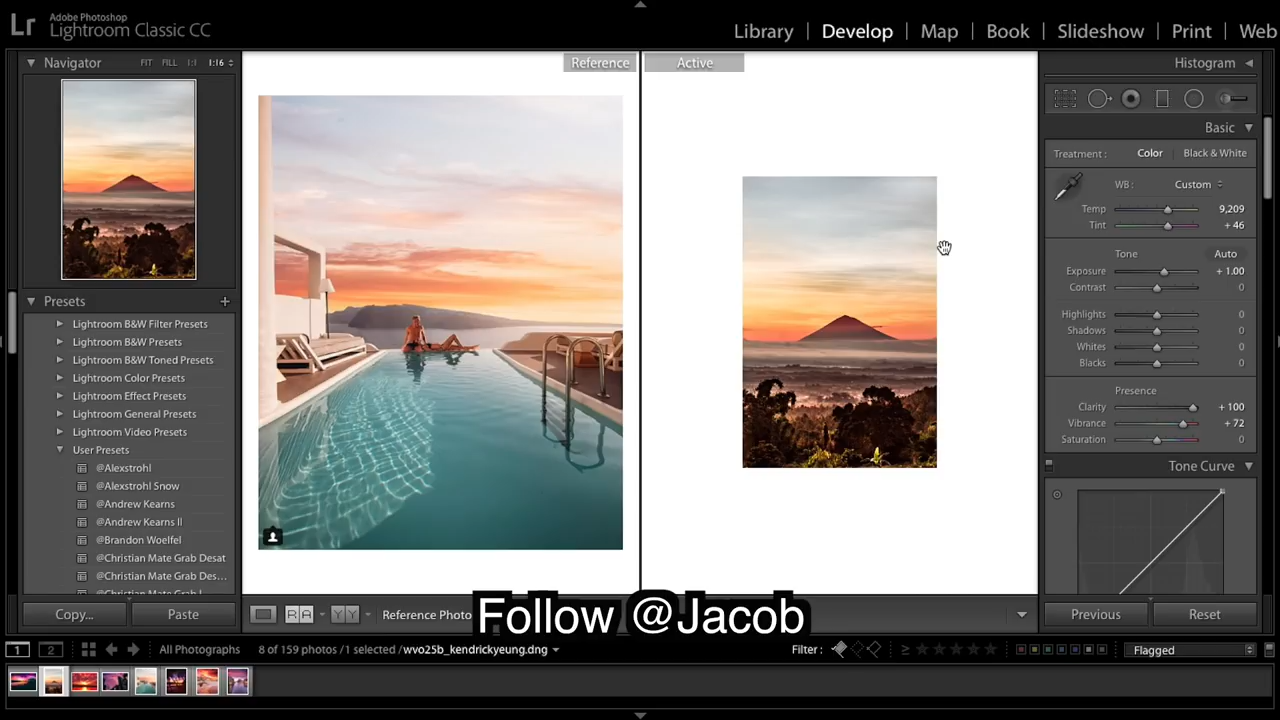 Lr
Adobe Photoshop
Lightroom Classic CC
Library | Develop | Map | Book | Slideshow | Print | Web
Navigator FIT FILL 1:1 1:16
Reference
Active
Histogram
Basic
Treatment : Color | Black & White
WB : Custom
Temp 9,209
Tint + 46
Tone Auto
Exposure + 1.00
Contrast 0
Highlights 0
Shadows 0
Whites 0
Blacks 0
Presence
Clarity + 100
Vibrance + 72
Saturation 0
Tone Curve
Presets +
Lightroom B&W Filter Presets
Lightroom B&W Presets
Lightroom B&W Toned Presets
Lightroom Color Presets
Lightroom Effect Presets
Lightroom General Presets
Lightroom Video Presets
User Presets
@Alexstrohl
@Alexstrohl Snow
@Andrew Kearns
@Andrew Kearns II
@Brandon Woelfel
@Christian Mate Grab Desat
@Christian Mate Grab Des...
Copy... Paste
R A Y Y Reference Photo
Follow @Jacob
Previous Reset
1 2 All Photographs 8 of 159 photos /1 selected /wvo25b_kendrickyeung.dng Filter : Flagged